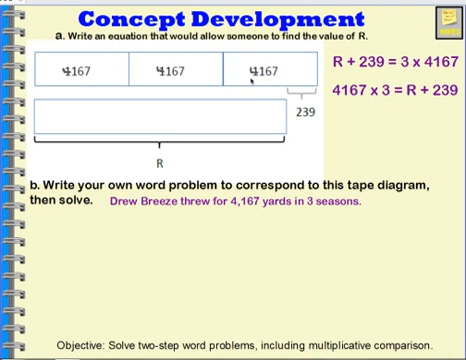 Concept Development
a. Write an equation that would allow someone to find the value of R.
4167 4167 4167
R + 239 = 3 x 4167
4167 x 3 = R + 239
239
R
b. Write your own word problem to correspond to this tape diagram,
then solve. Drew Breeze threw for 4,167 yards in 3 seasons.
Objective: Solve two-step word problems, including multiplicative comparison.